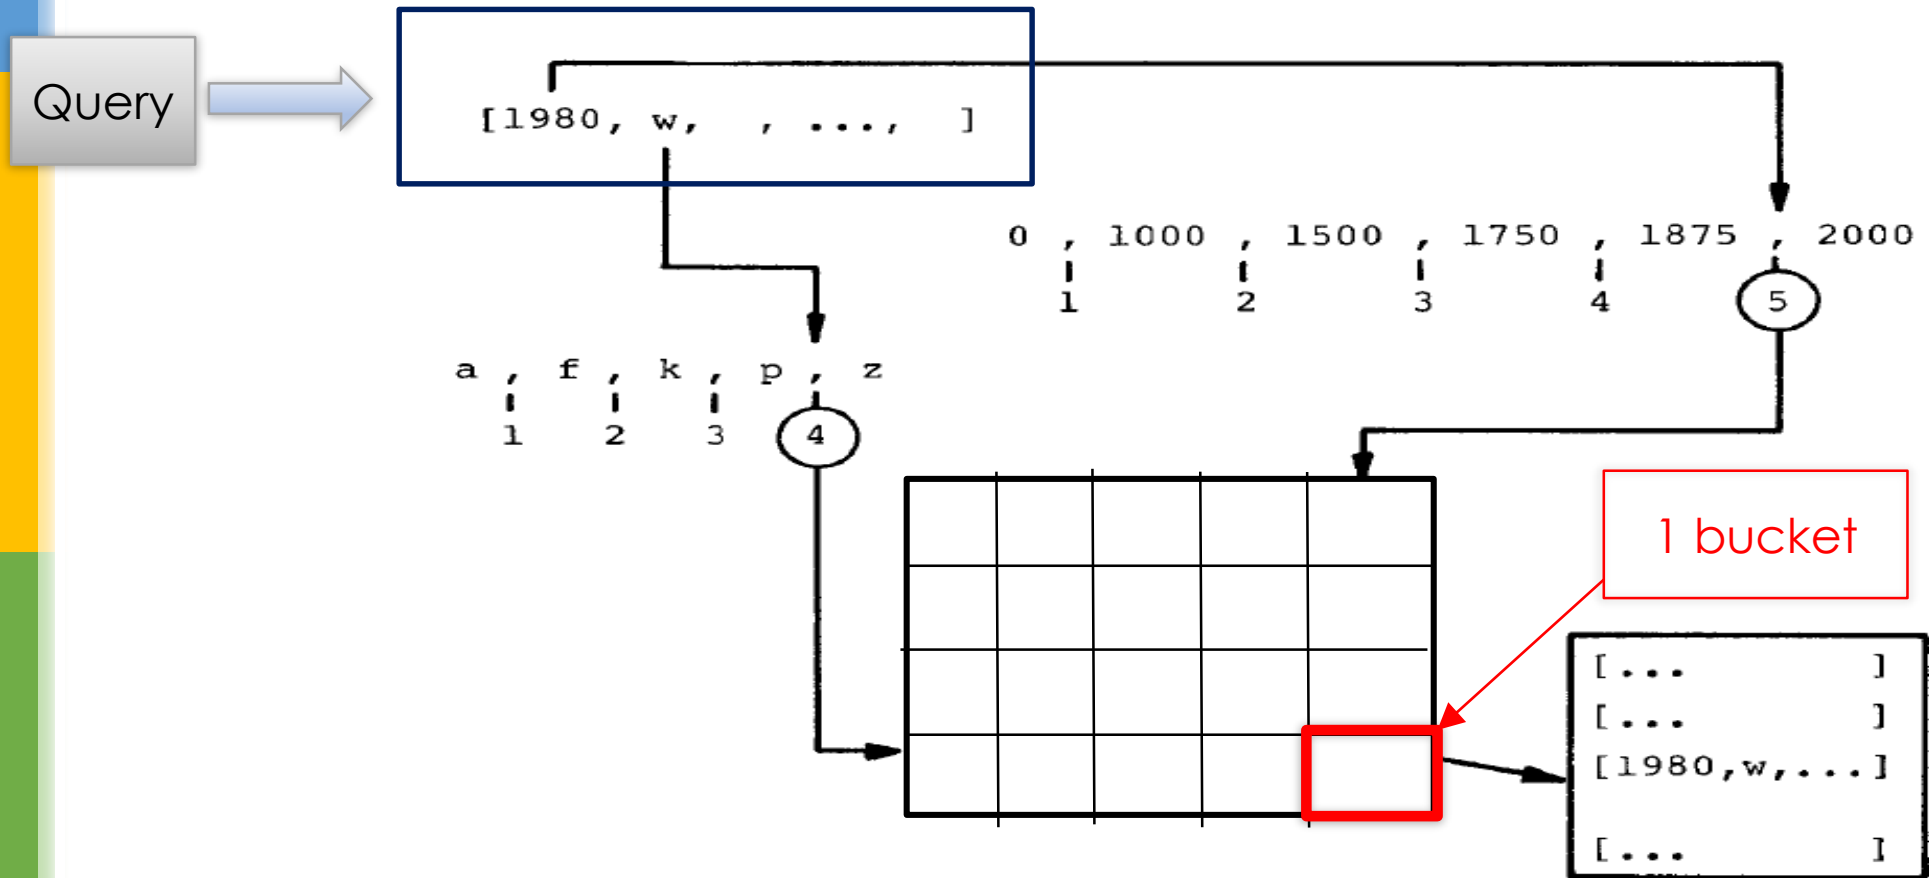 Query
[1980, w,   , ...,   ]
0 , 1000 , 1500 , 1750 , 1875 , 2000
1 2 3 4 5
a , f , k , p , z
1 2 3 4
1 bucket
[...   ]
[...   ]
[1980,w,...]
[...   ]